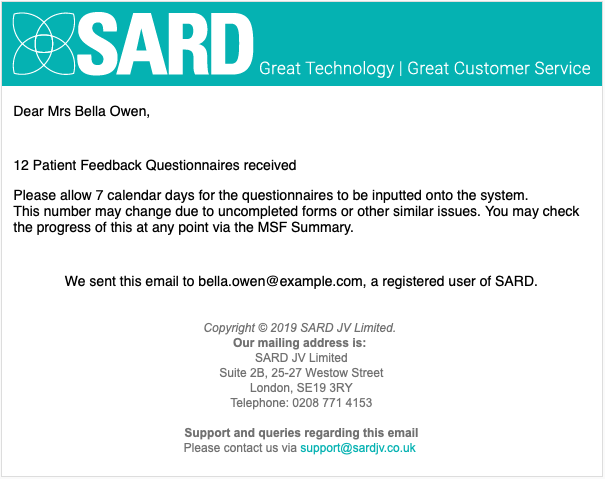 SARD
Great Technology | Great Customer Service
Dear Mrs Bella Owen,
12 Patient Feedback Questionnaires received
Please allow 7 calendar days for the questionnaires to be inputted onto the system.
This number may change due to uncompleted forms or other similar issues. You may check
the progress of this at any point via the MSF Summary.
We sent this email to bella.owen@example.com, a registered user of SARD.
Copyright © 2019 SARD JV Limited.
Our mailing address is:
SARD JV Limited
Suite 2B, 25-27 Westow Street
London, SE19 3RY
Telephone: 0208 771 4153
Support and queries regarding this email
Please contact us via support@sardjv.co.uk